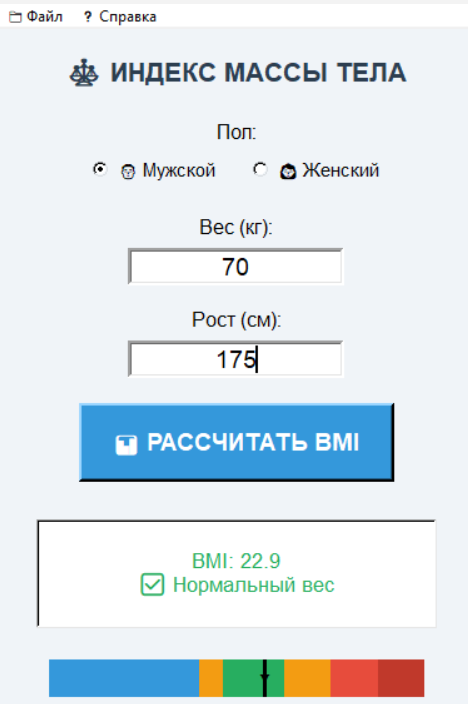 Файл ? Справка
ИНДЕКС МАССЫ ТЕЛА
Пол:
Мужской Женский
Вес (кг):
70
Рост (см):
175
РАССЧИТАТЬ BMI
BMI: 22.9
Нормальный вес